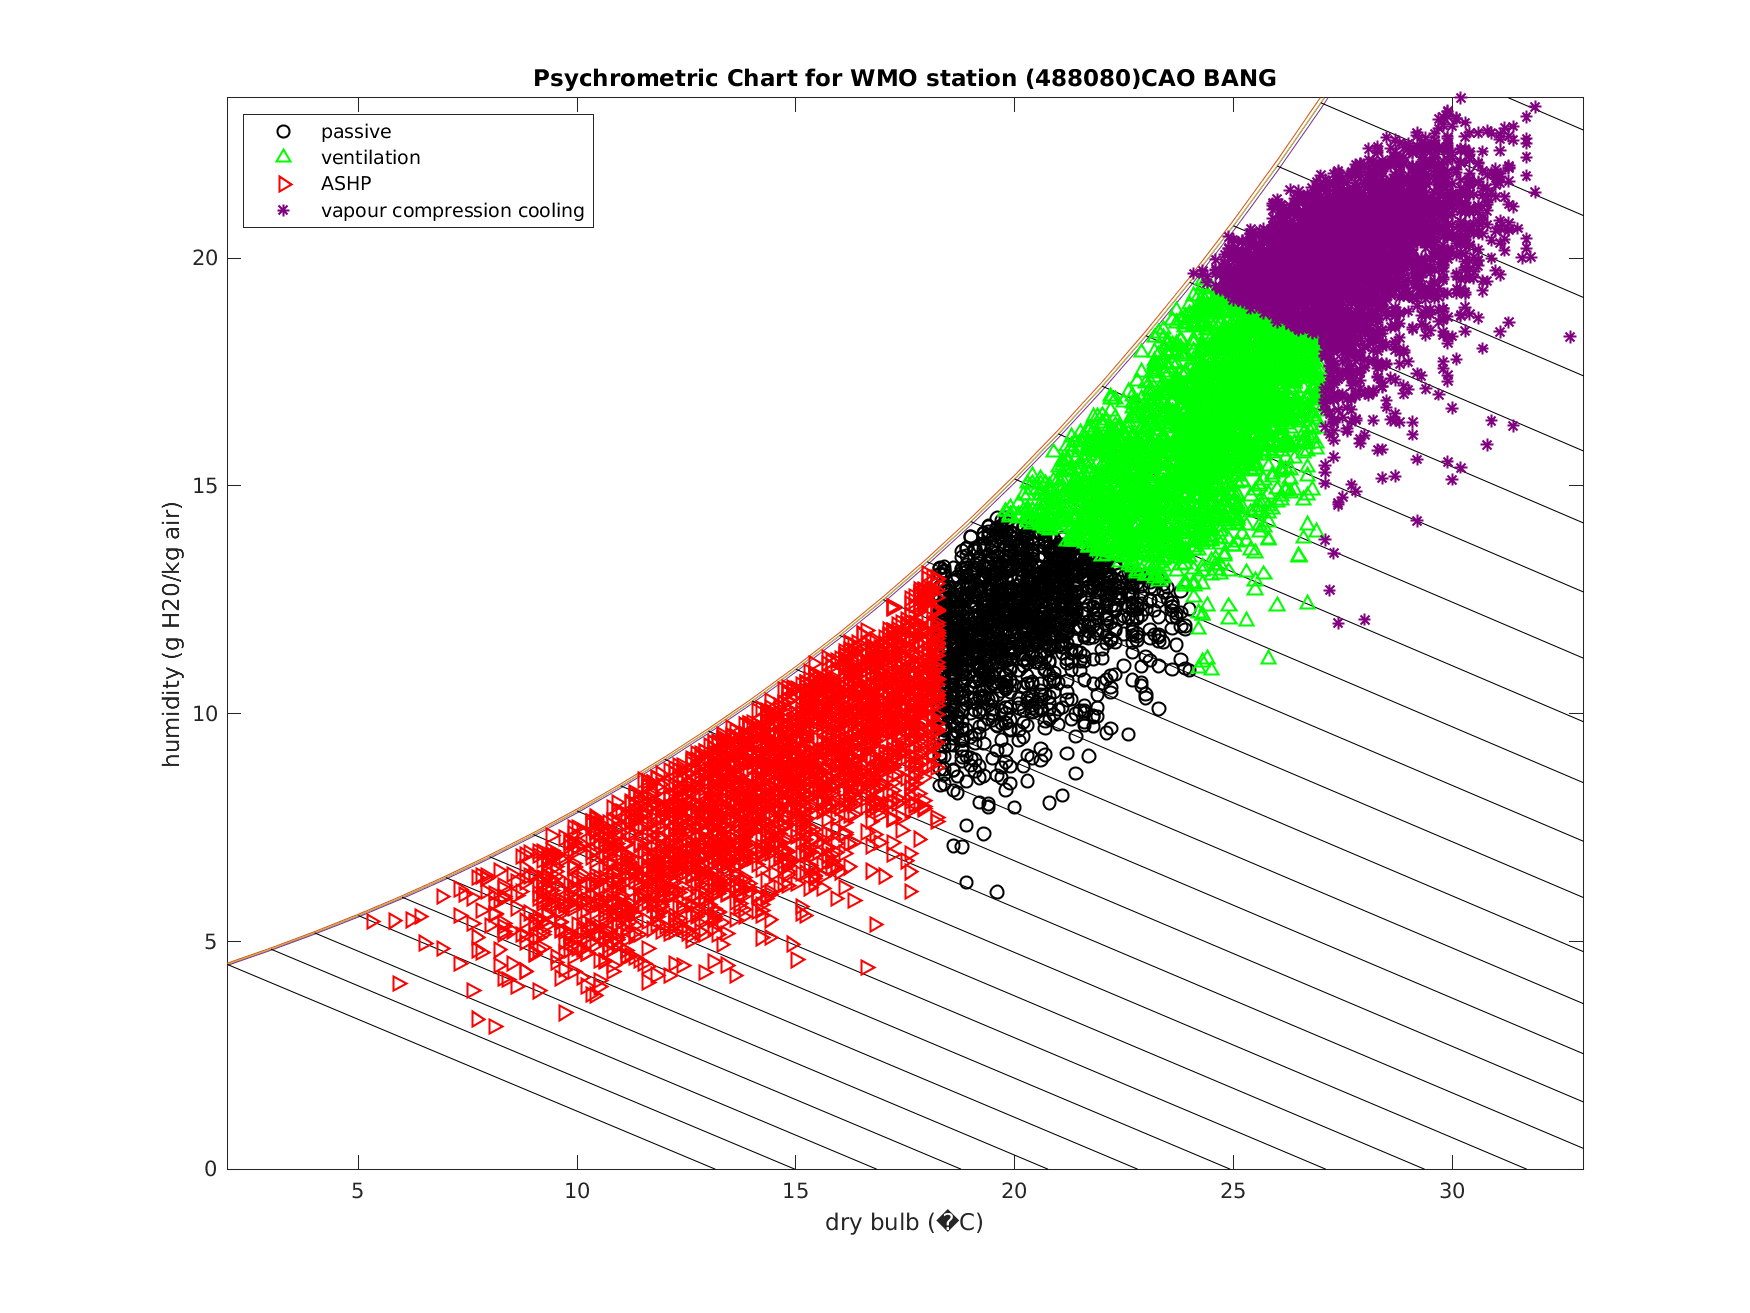 Psychrometric Chart for WMO station (488080)CAO BANG
passive
ventilation
ASHP
vapour compression cooling
humidity (g H20/kg air)
20
15
10
5
0
5 10 15 20 25 30
dry bulb (�C)